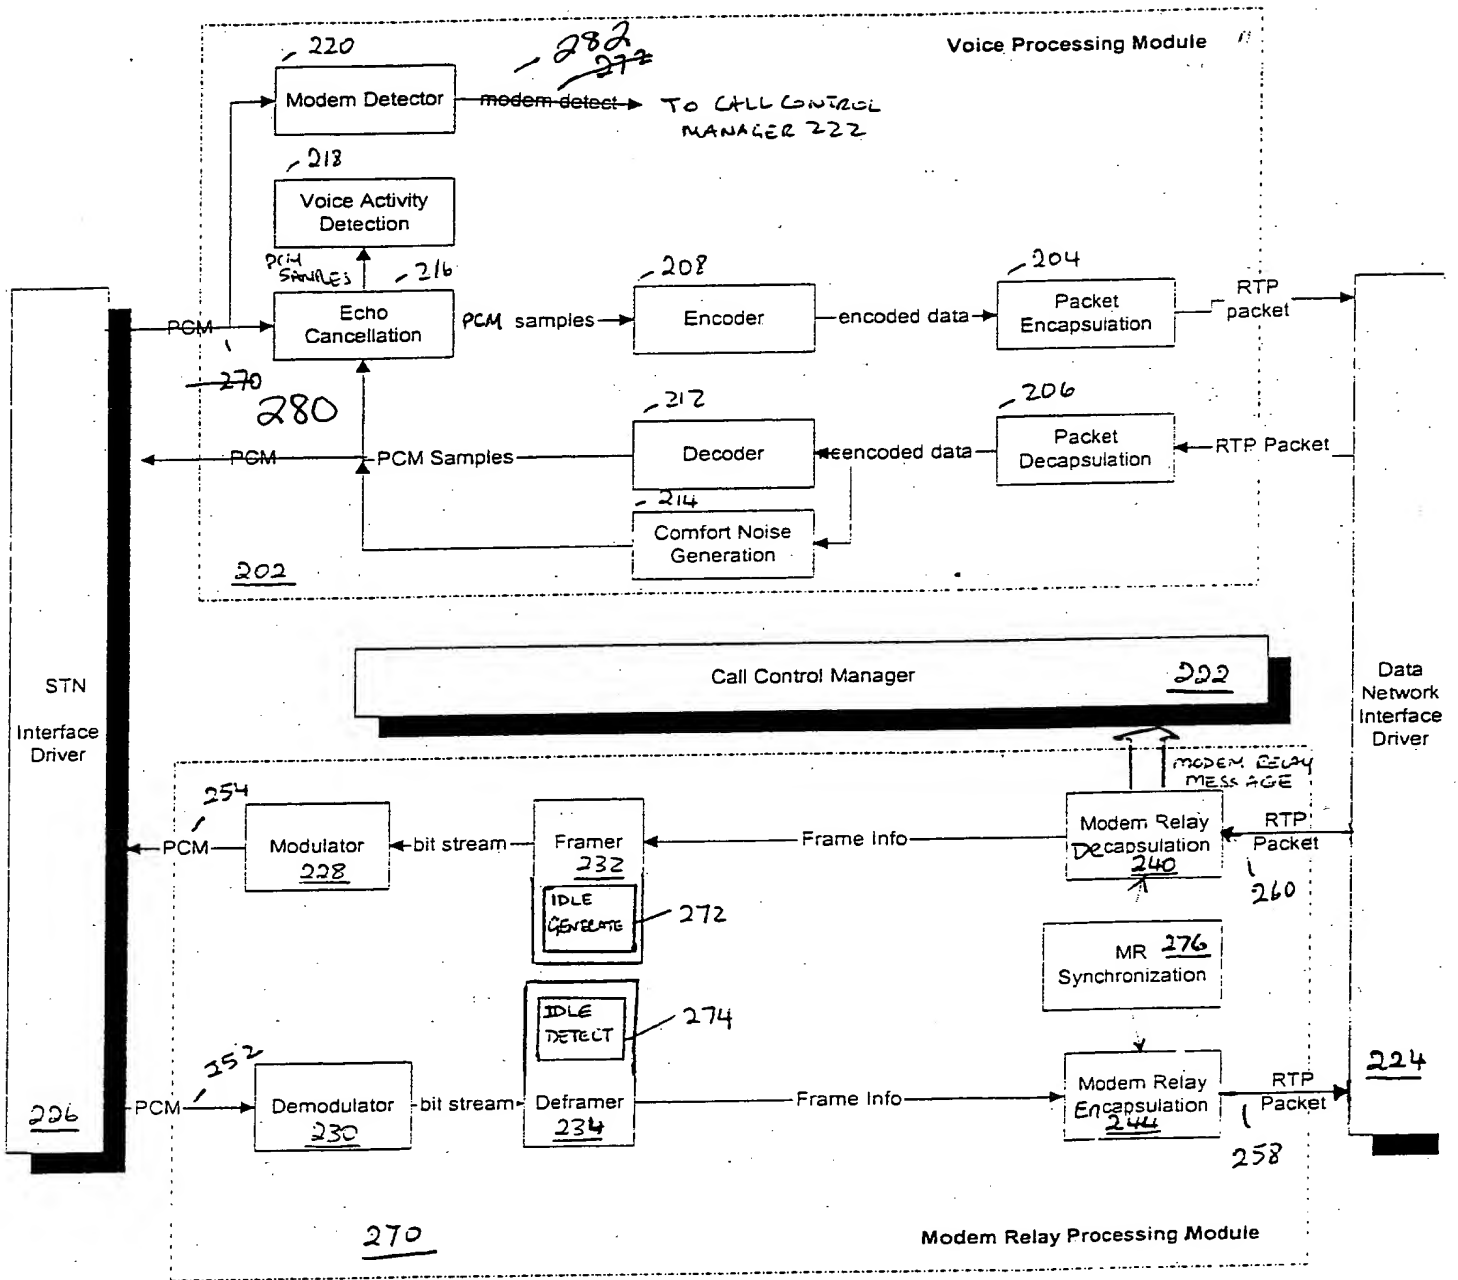 282
Voice Processing Module
220
272
Modem Detector
modem detect
TO CALL CONTROL
MANAGER 222
218
Voice Activity
Detection
PCM
SAMPLES
216
208
204
PCM
Echo
Cancellation
PCM samples
Encoder
encoded data
Packet
Encapsulation
RTP
packet
270
280
212
206
PCM
PCM Samples
Decoder
encoded data
Packet
Decapsulation
RTP Packet
214
Comfort Noise
Generation
202
Call Control Manager
222
STN
Interface
Driver
226
Data
Network
Interface
Driver
224
MODEM RELAY
MESSAGE
254
PCM
Modulator
228
bit stream
Framer
232
IDLE
GENERATE
272
Frame Info
Modem Relay
Decapsulation
240
RTP
Packet
260
MR 276
Synchronization
IDLE
DETECT
274
252
PCM
Demodulator
230
bit stream
Deframer
234
Frame Info
Modem Relay
Encapsulation
244
RTP
Packet
258
270
Modem Relay Processing Module